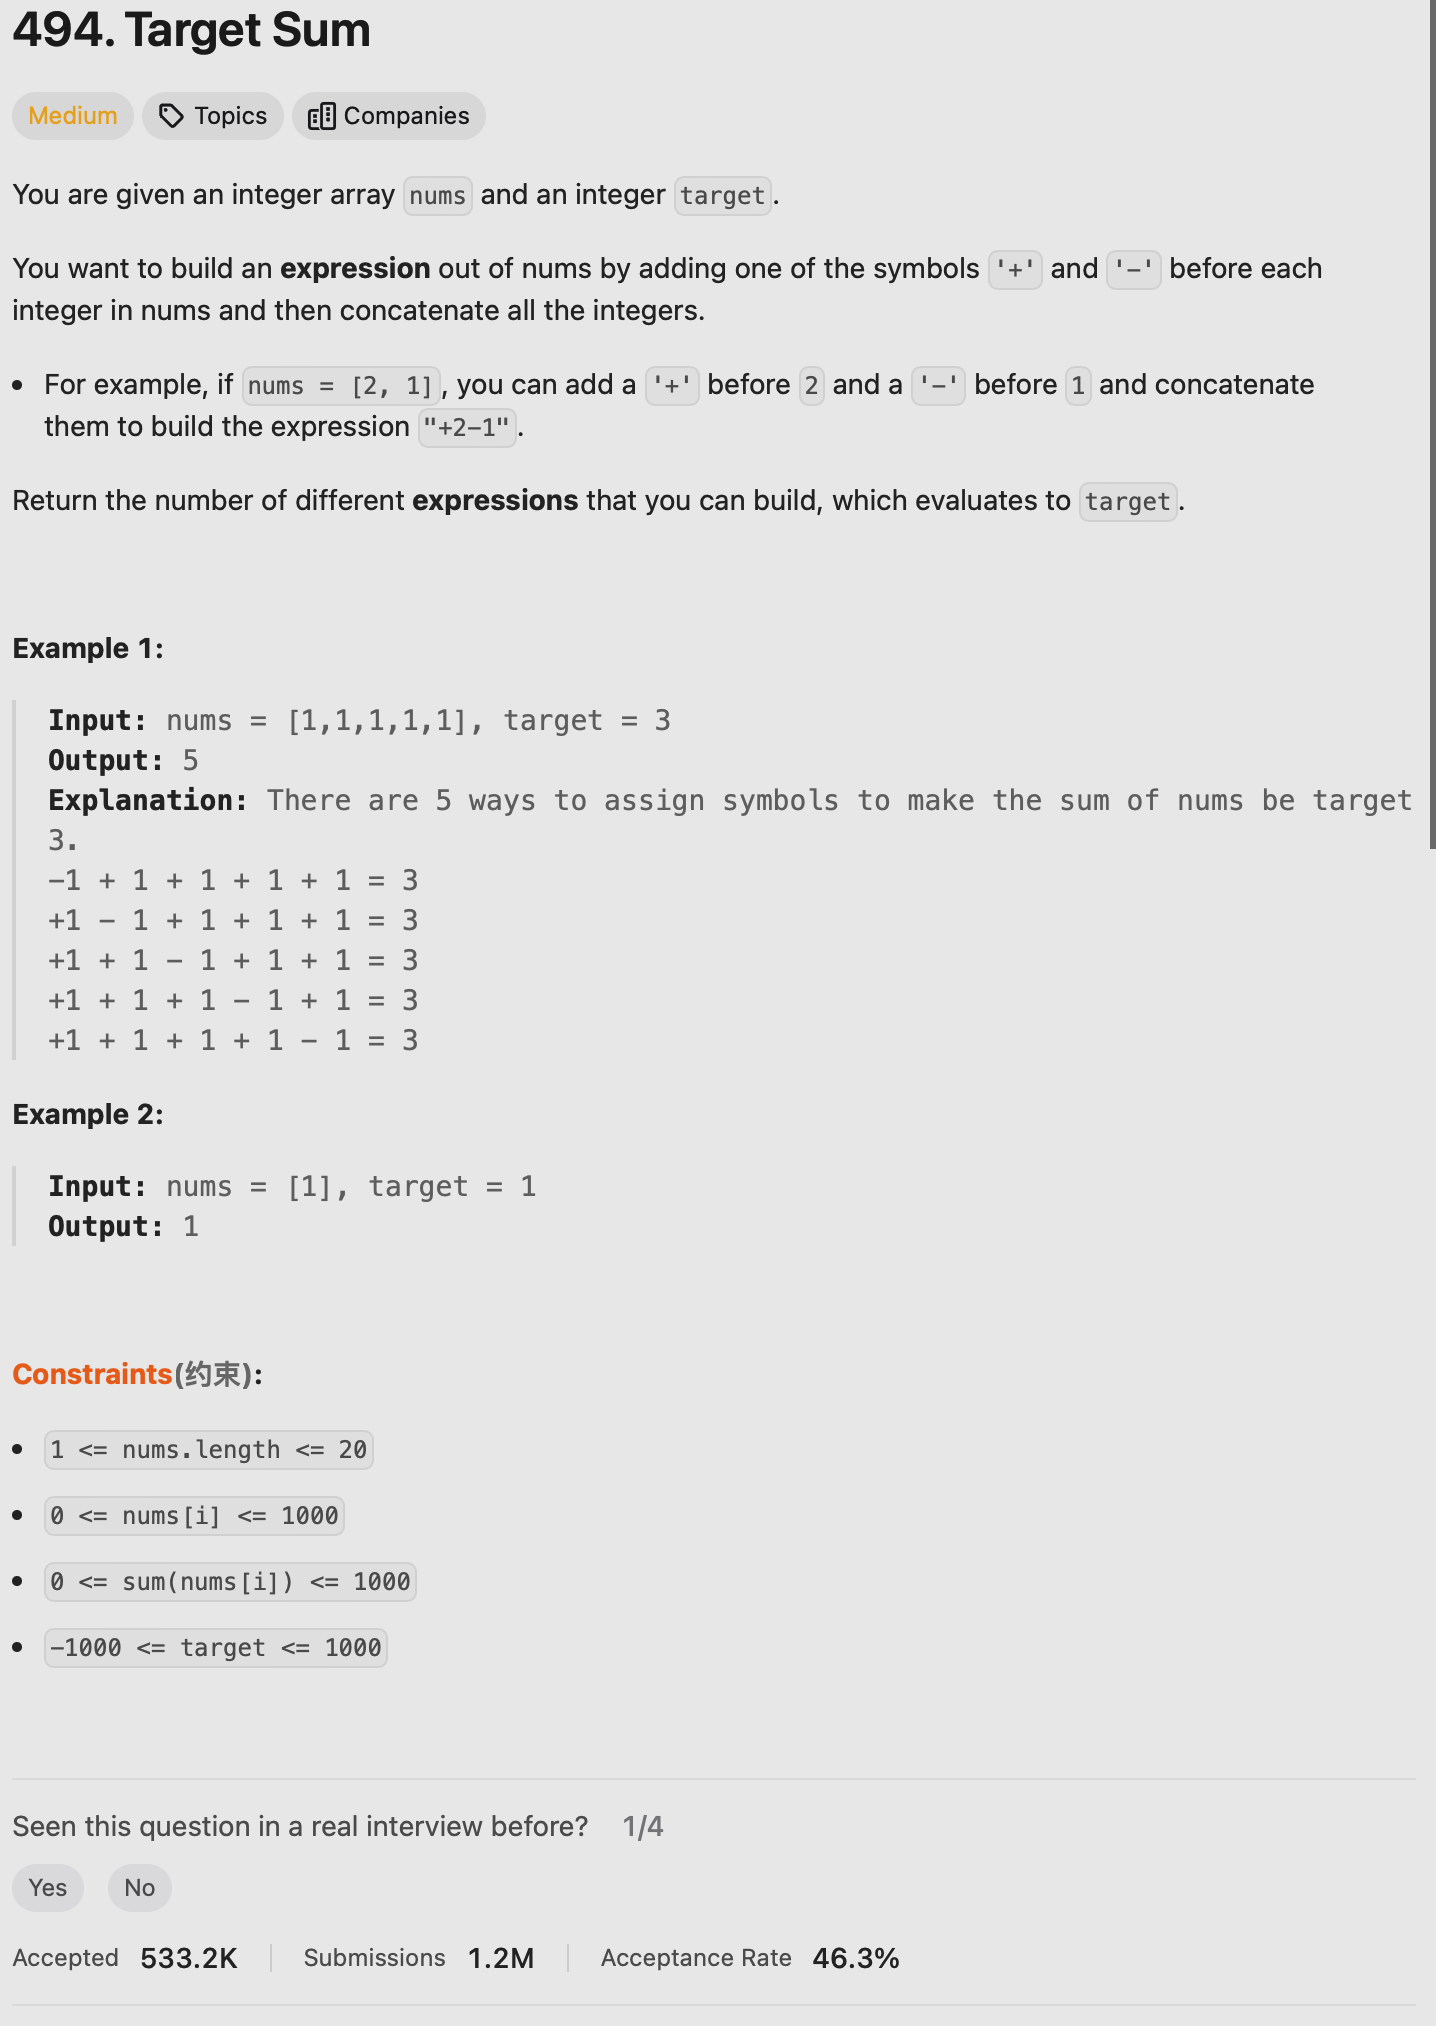 494. Target Sum
Medium Topics Companies
You are given an integer array nums and an integer target.
You want to build an expression out of nums by adding one of the symbols '+' and '-' before each
integer in nums and then concatenate all the integers.
• For example, if nums = [2, 1], you can add a '+' before 2 and a '-' before 1 and concatenate
them to build the expression "+2-1".
Return the number of different expressions that you can build, which evaluates to target.
Example 1:
Input: nums = [1,1,1,1,1], target = 3
Output: 5
Explanation: There are 5 ways to assign symbols to make the sum of nums be target
3.
-1 + 1 + 1 + 1 + 1 = 3
+1 - 1 + 1 + 1 + 1 = 3
+1 + 1 - 1 + 1 + 1 = 3
+1 + 1 + 1 - 1 + 1 = 3
+1 + 1 + 1 + 1 - 1 = 3
Example 2:
Input: nums = [1], target = 1
Output: 1
Constraints(约束):
• 1 <= nums.length <= 20
• 0 <= nums[i] <= 1000
• 0 <= sum(nums[i]) <= 1000
• -1000 <= target <= 1000
Seen this question in a real interview before? 1/4
Yes No
Accepted 533.2K Submissions 1.2M Acceptance Rate 46.3%